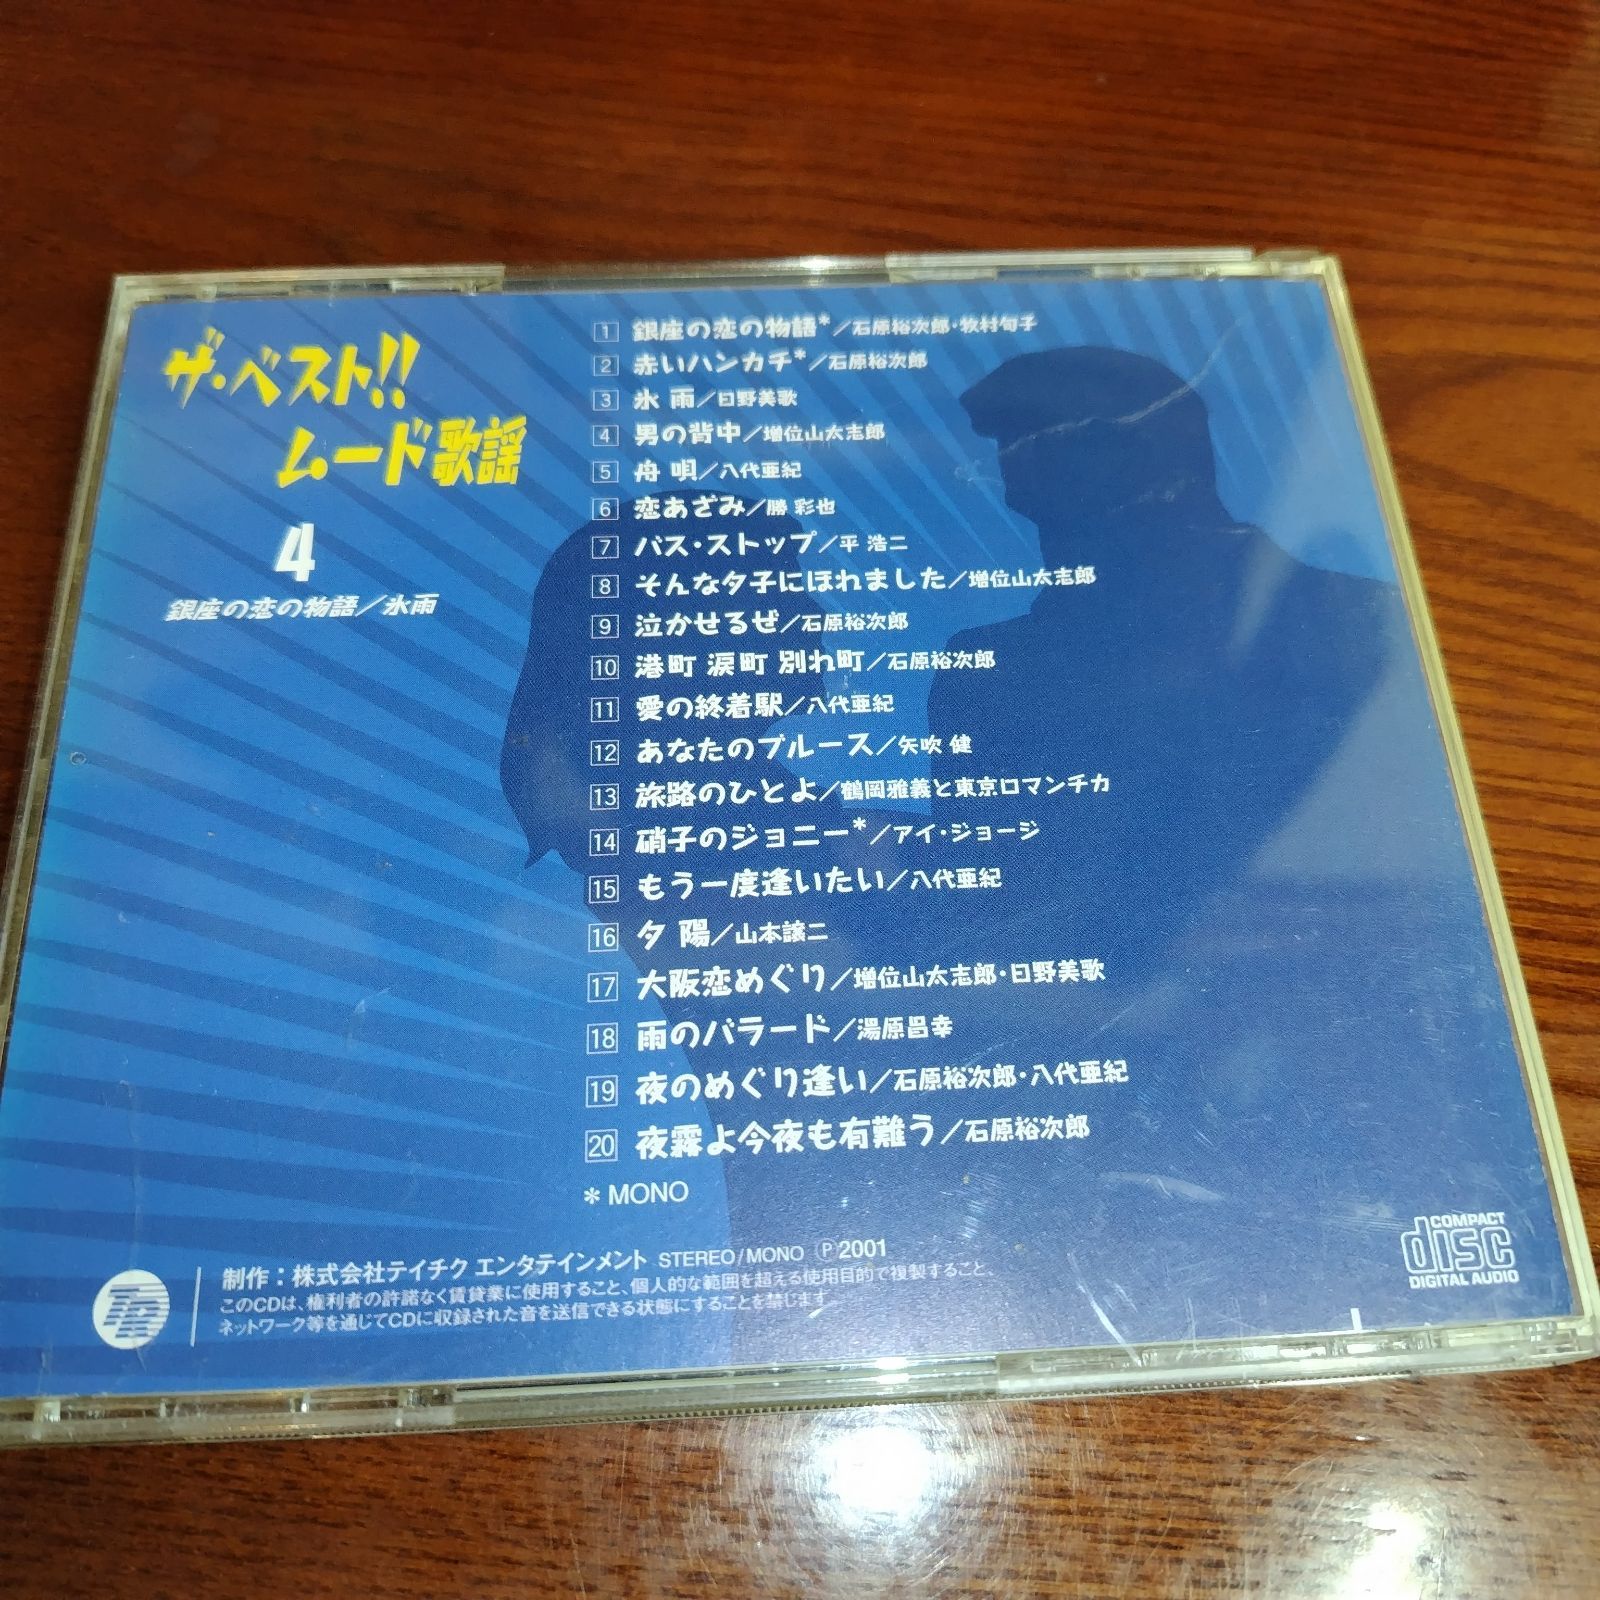 ザ・ベスト!!
ムード歌謡
4
銀座の恋の物語／氷雨
1 銀座の恋の物語*／石原裕次郎・牧村旬子
2 赤いハンカチ*／石原裕次郎
3 氷 雨／日野美歌
4 男の背中／増位山太志郎
5 舟 唄／八代亜紀
6 恋あざみ／勝 彩也
7 バス・ストップ／平 浩二
8 そんな夕子にほれました／増位山太志郎
9 泣かせるぜ／石原裕次郎
10 港町 涙町 別れ町／石原裕次郎
11 愛の終着駅／八代亜紀
12 あなたのブルース／矢吹 健
13 旅路のひとよ／鶴岡雅義と東京ロマンチカ
14 硝子のジョニー*／アイ・ジョージ
15 もう一度逢いたい／八代亜紀
16 夕 陽／山本譲二
17 大阪恋めぐり／増位山太志郎・日野美歌
18 雨のバラード／湯原昌幸
19 夜のめぐり逢い／石原裕次郎・八代亜紀
20 夜霧よ今夜も有難う／石原裕次郎
* MONO
制作：株式会社テイチク エンタテインメント STEREO/MONO Ⓟ2001
このCDは、権利者の許諾なく賃貸業に使用すること、個人的な範囲を超える使用目的で複製すること、
ネットワーク等を通じてCDに収録された音を送信できる状態にすることを禁じます。
COMPACT
disc
DIGITAL AUDIO